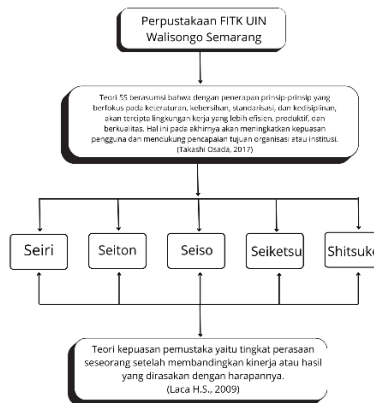 Perpustakaan FITK UIN
Walisongo Semarang
Teori 5S berasumsi bahwa dengan penerapan prinsip-prinsip yang
berfokus pada keteraturan, kebersihan, standarisasi, dan kedisiplinan,
akan tercipta lingkungan kerja yang lebih efisien, produktif, dan
berkualitas. Hal ini pada akhirnya akan meningkatkan kepuasan
pengguna dan mendukung pencapaian tujuan organisasi atau institusi.
(Takashi Osada, 2017)
Seiri Seiton Seiso Seiketsu Shitsuke
Teori kepuasan pemustaka yaitu tingkat perasaan
seseorang setelah membandingkan kinerja atau hasil
yang dirasakan dengan harapannya.
(Laca H.S., 2009)